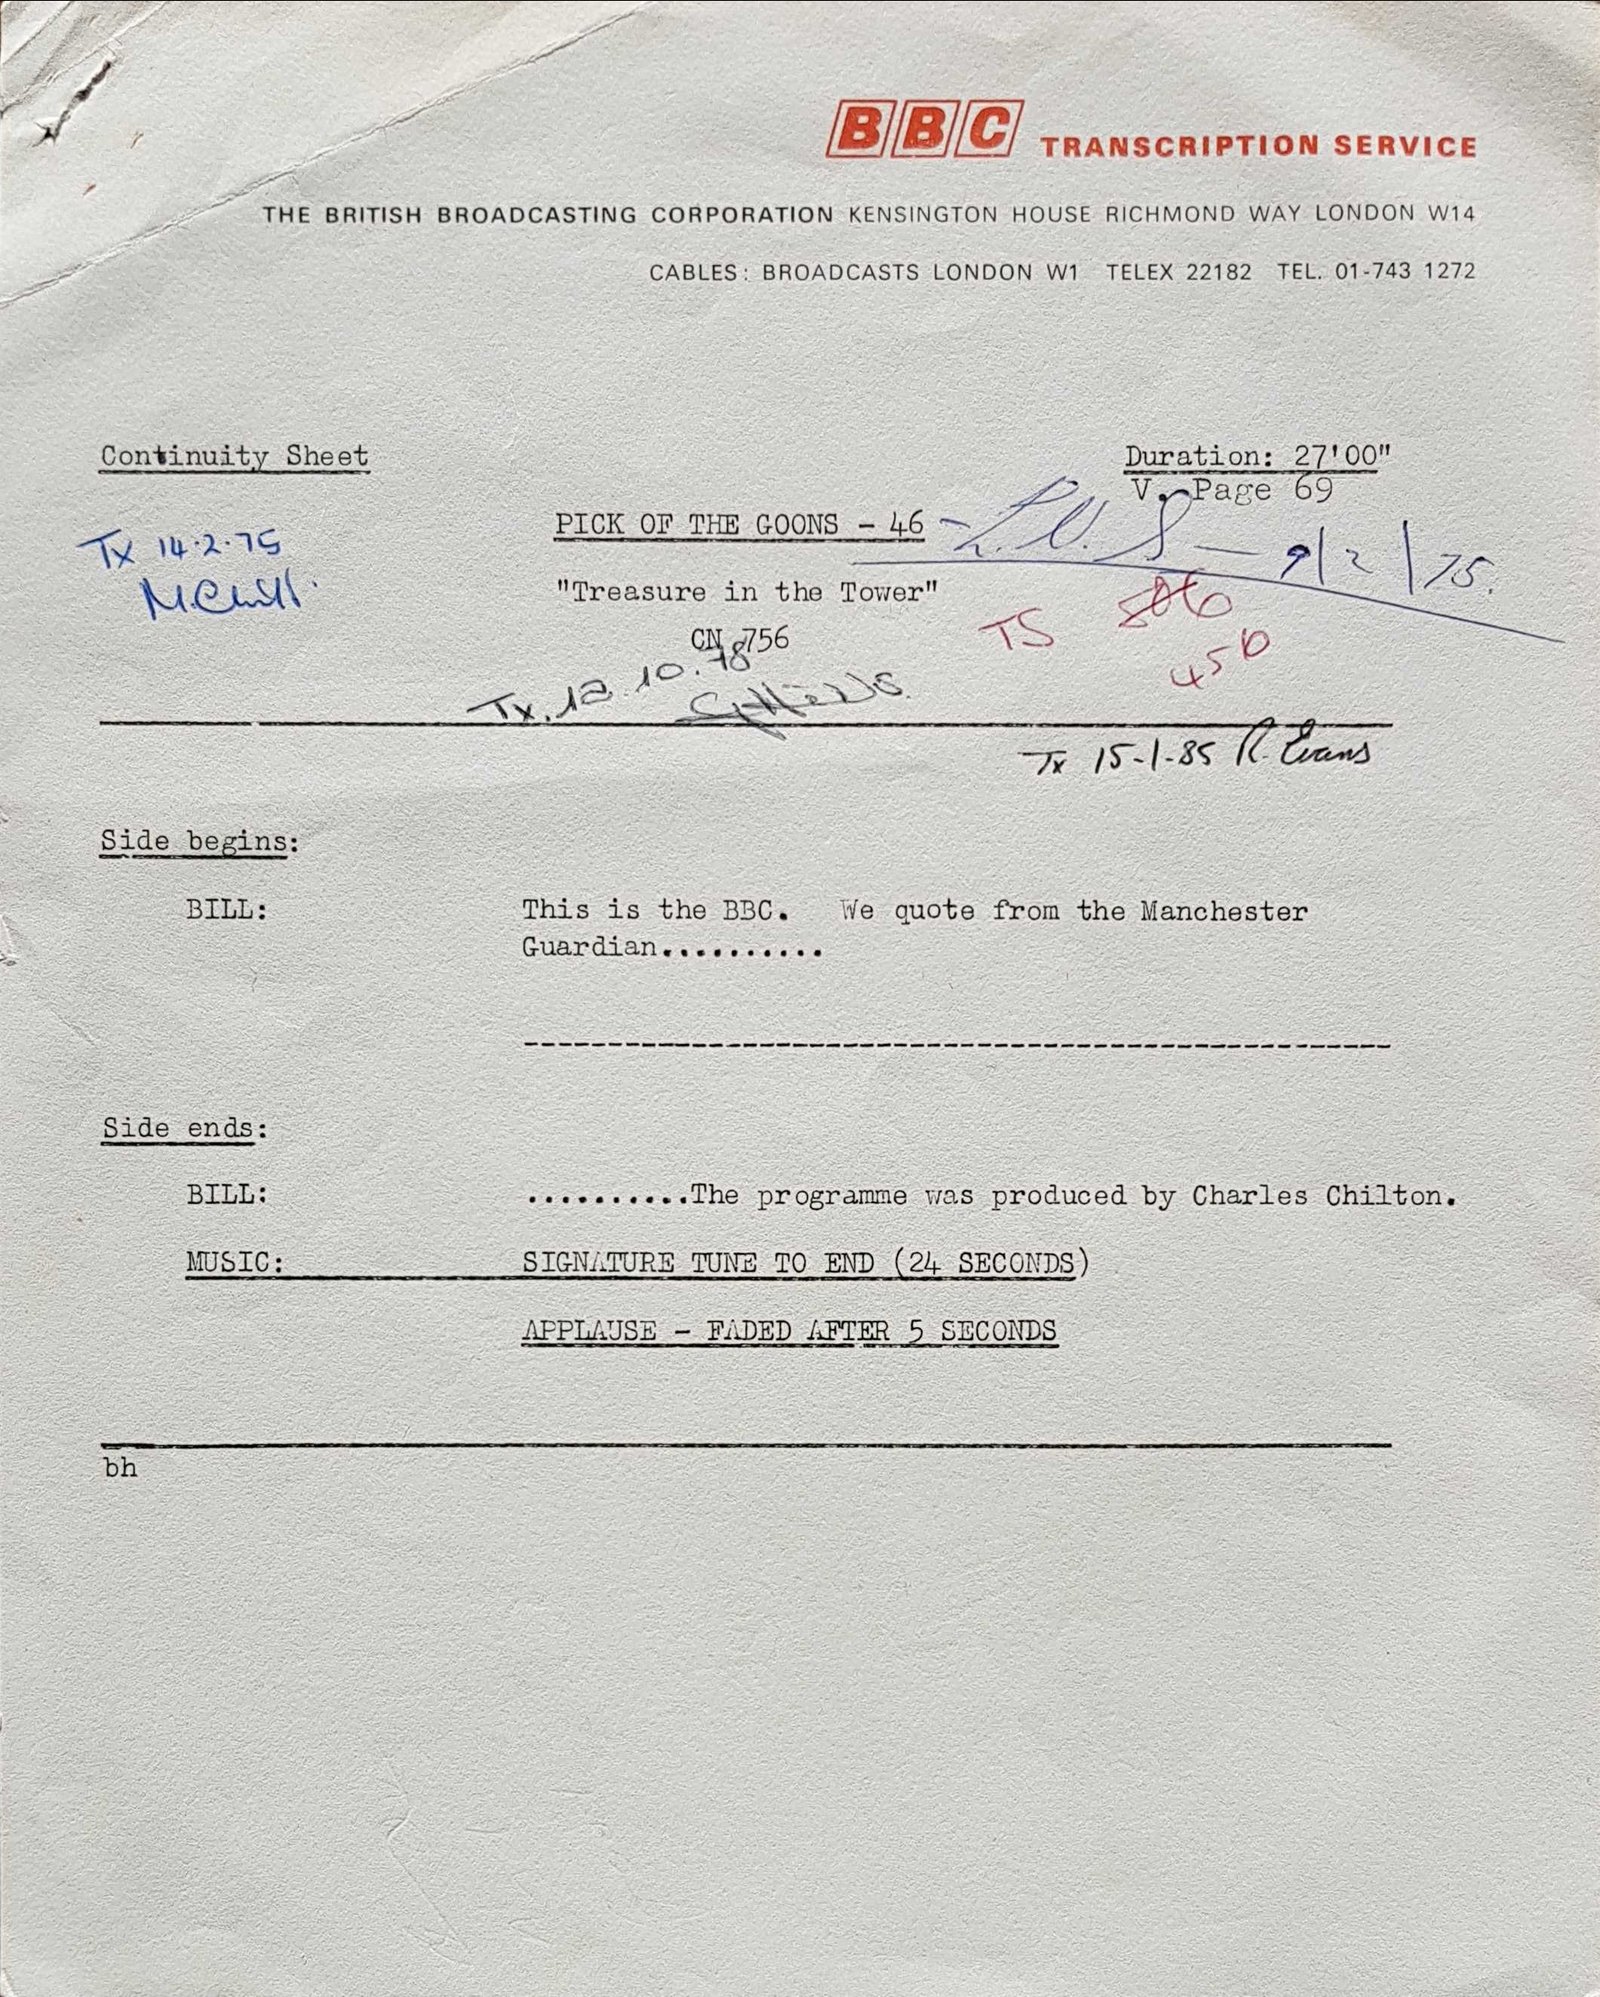 BBC TRANSCRIPTION SERVICE
THE BRITISH BROADCASTING CORPORATION KENSINGTON HOUSE RICHMOND WAY LONDON W14
CABLES: BROADCASTS LONDON W1 TELEX 22182 TEL. 01-743 1272
Continuity Sheet
Duration: 27'00"
V. Page 69
PICK OF THE GOONS - 46
9/2/75.
Tx 14.2.75
"Treasure in the Tower"
TS 506
456
CN 756
Tx. 12.10.78
Tx 15-1-85 R. Evans
Side begins:
BILL: This is the BBC. We quote from the Manchester
Guardian..........
Side ends:
BILL: ..........The programme was produced by Charles Chilton.
MUSIC: SIGNATURE TUNE TO END (24 SECONDS)
APPLAUSE - FADED AFTER 5 SECONDS
bh